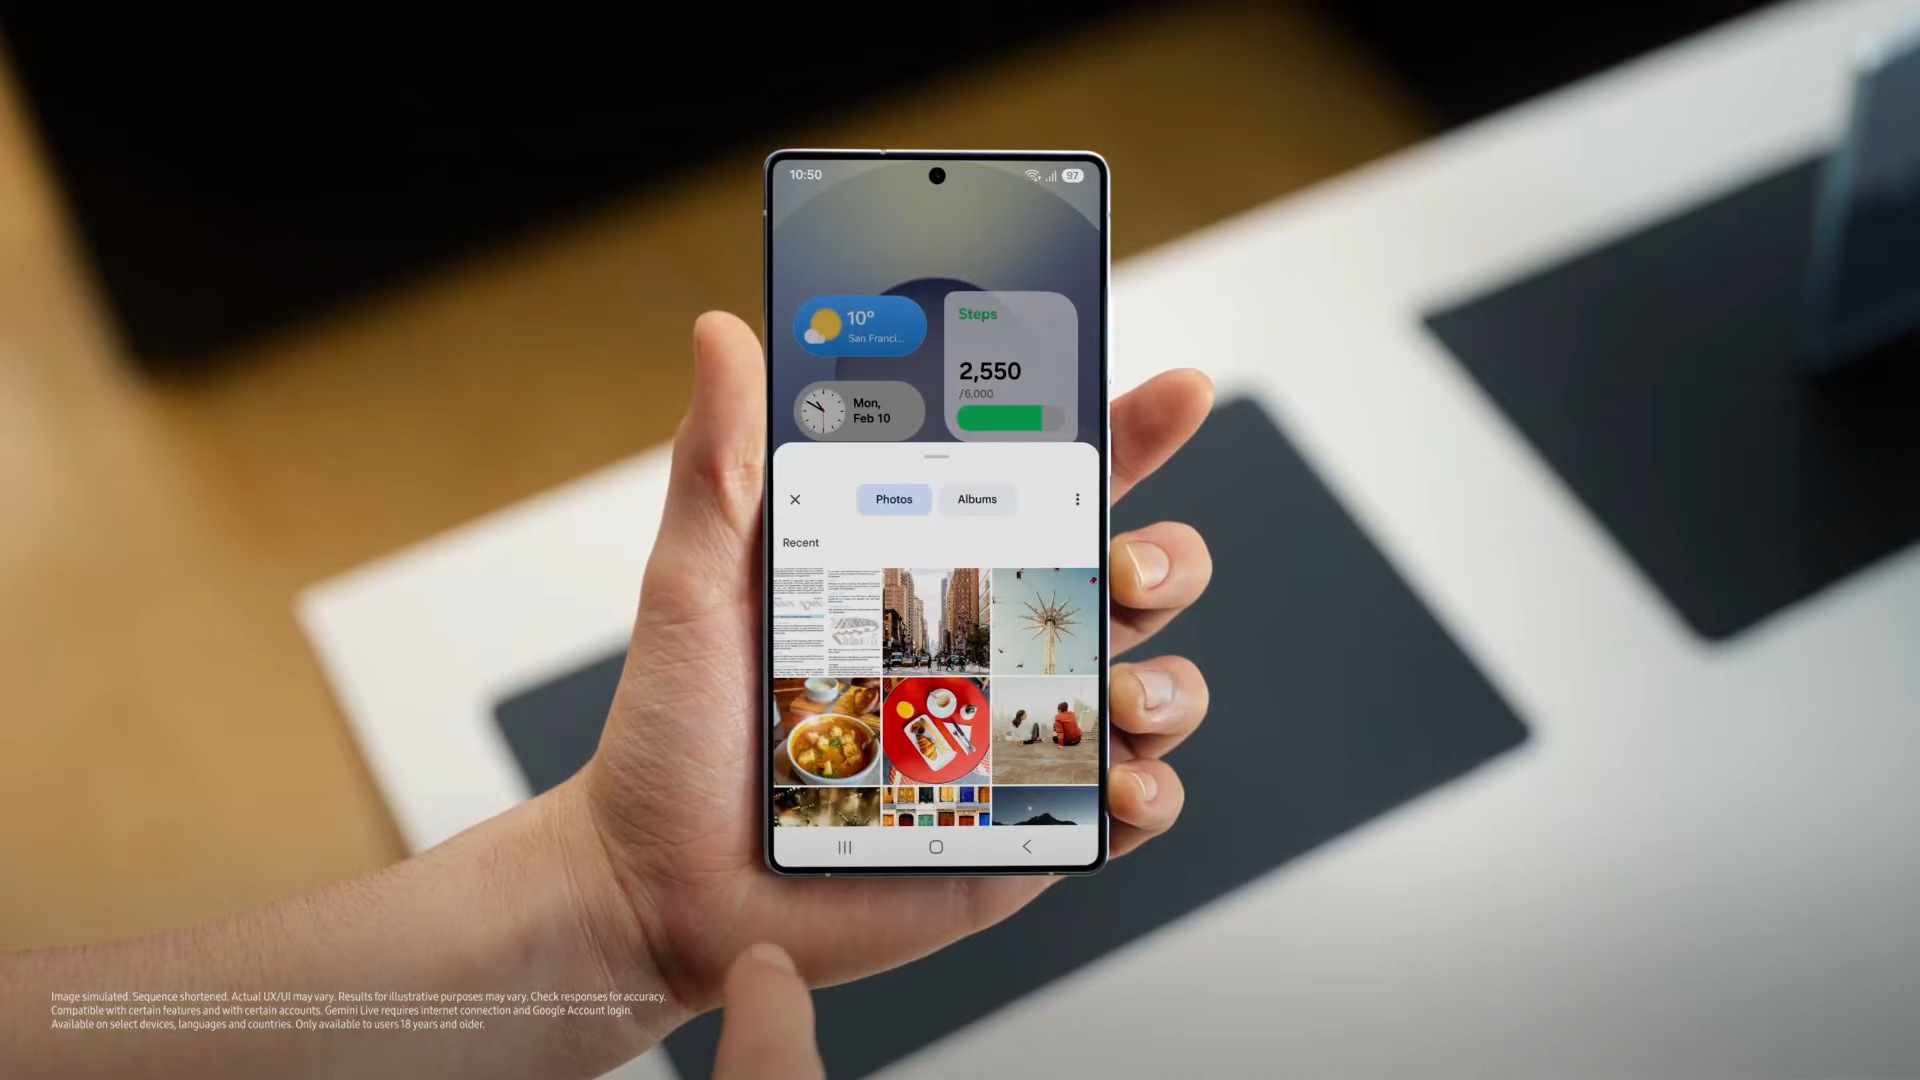 10:50
97
10°
San Franci...
Steps
2,550
/6,000
Mon,
Feb 10
Photos
Albums
Recent
Image simulated. Sequence shortened. Actual UX/UI may vary. Results for illustrative purposes may vary. Check responses for accuracy.
Compatible with certain features and with certain accounts. Gemini Live requires internet connection and Google Account login.
Available on select devices, languages and countries. Only available to users 18 years and older.